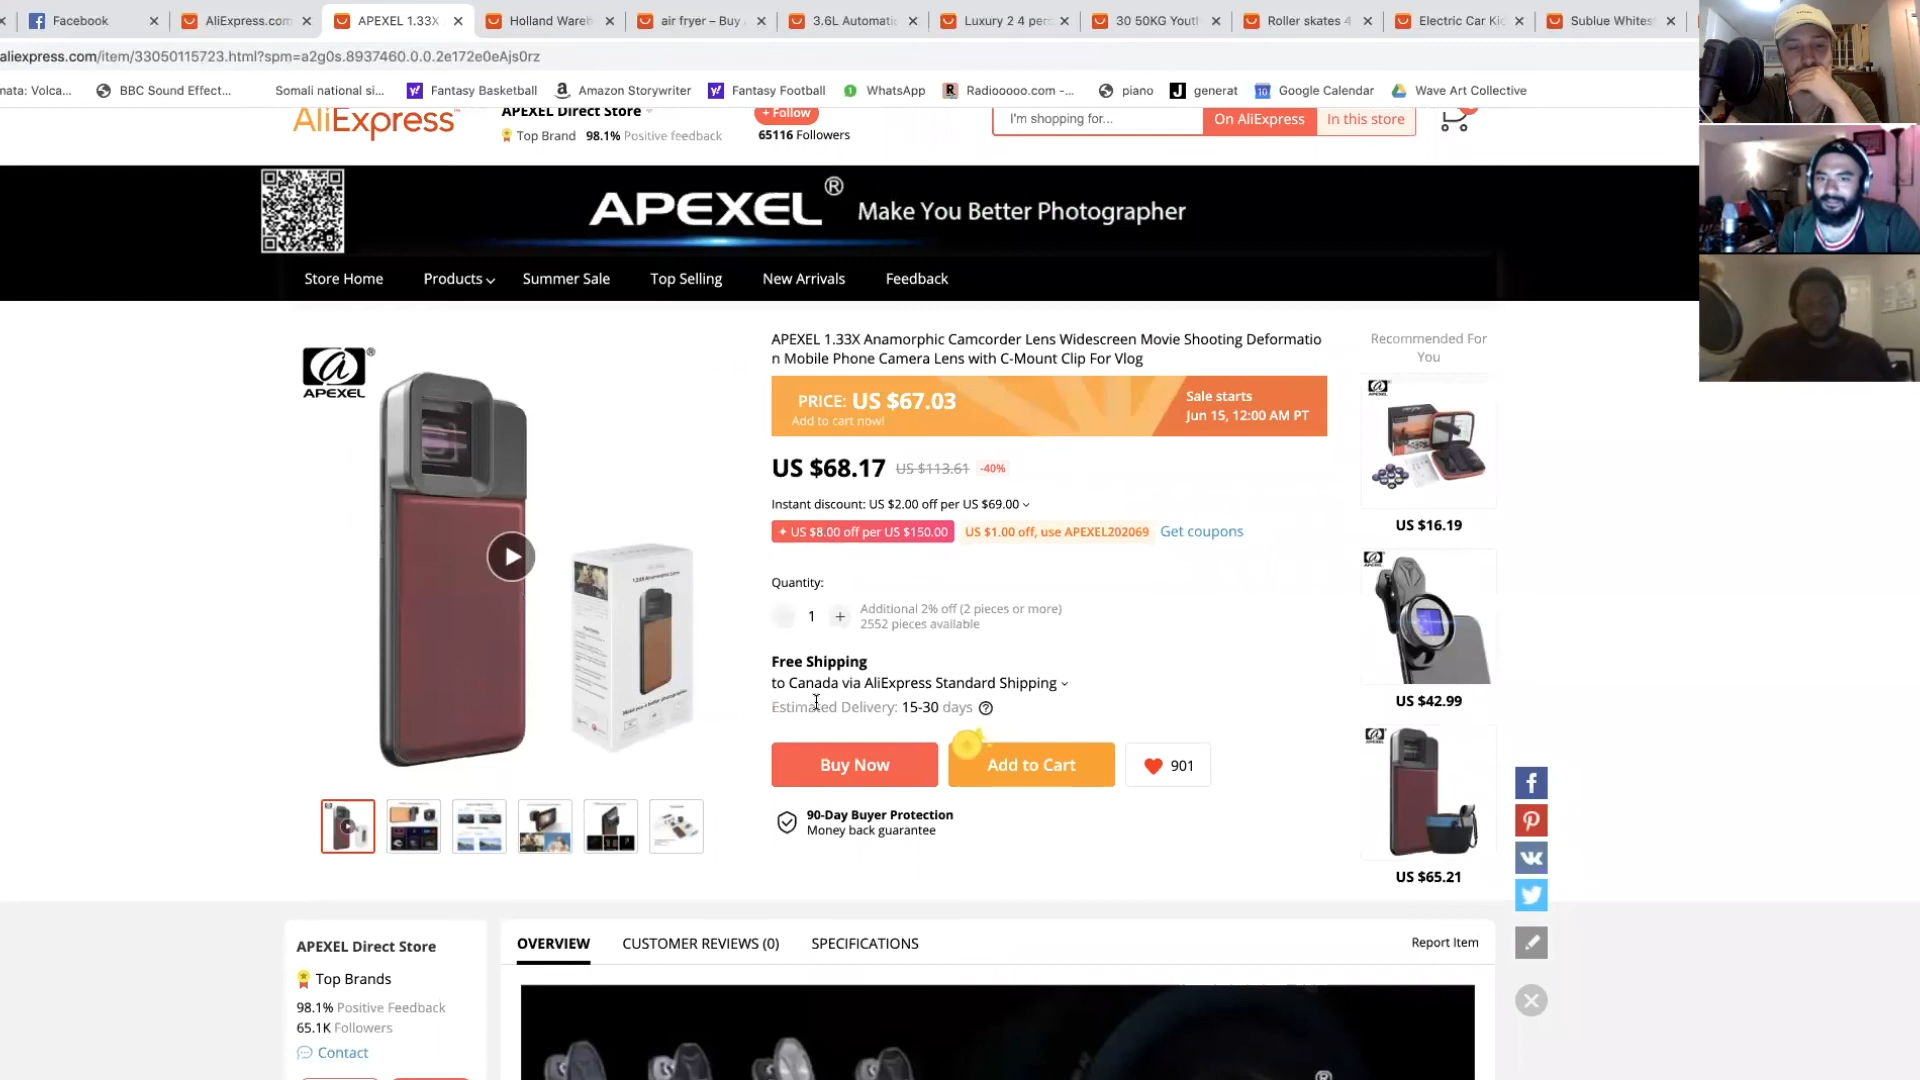 Facebook
AliExpress.com
APEXEL 1.33X
Holland Wareh
air fryer – Buy
3.6L Automatic
Luxury 2 4 pers
30 50KG Youth
Roller skates 4
Electric Car Kic
Sublue Whites
aliexpress.com/item/33050115723.html?spm=a2g0s.8937460.0.0.2e172e0eAjs0rz
mata: Volca...
BBC Sound Effect...
Somali national si...
Fantasy Basketball
Amazon Storywriter
Fantasy Football
WhatsApp
Radiooooo.com -...
piano
generat
Google Calendar
Wave Art Collective
AliExpress
APEXEL Direct Store
Top Brand 98.1% Positive feedback
+ Follow
65116 Followers
I'm shopping for...
On AliExpress
In this store
APEXEL® Make You Better Photographer
Store Home
Products
Summer Sale
Top Selling
New Arrivals
Feedback
APEXEL
APEXEL 1.33X Anamorphic Camcorder Lens Widescreen Movie Shooting Deformatio
n Mobile Phone Camera Lens with C-Mount Clip For Vlog
PRICE: US $67.03
Add to cart now!
Sale starts
Jun 15, 12:00 AM PT
US $68.17 US $113.61 -40%
Instant discount: US $2.00 off per US $69.00
+ US $8.00 off per US $150.00
US $1.00 off, use APEXEL202069
Get coupons
Quantity:
1 +
Additional 2% off (2 pieces or more)
2552 pieces available
Free Shipping
to Canada via AliExpress Standard Shipping
Estimated Delivery: 15-30 days
Buy Now
Add to Cart
901
90-Day Buyer Protection
Money back guarantee
Recommended For
You
US $16.19
US $42.99
US $65.21
APEXEL Direct Store
Top Brands
98.1% Positive Feedback
65.1K Followers
Contact
OVERVIEW
CUSTOMER REVIEWS (0)
SPECIFICATIONS
Report Item